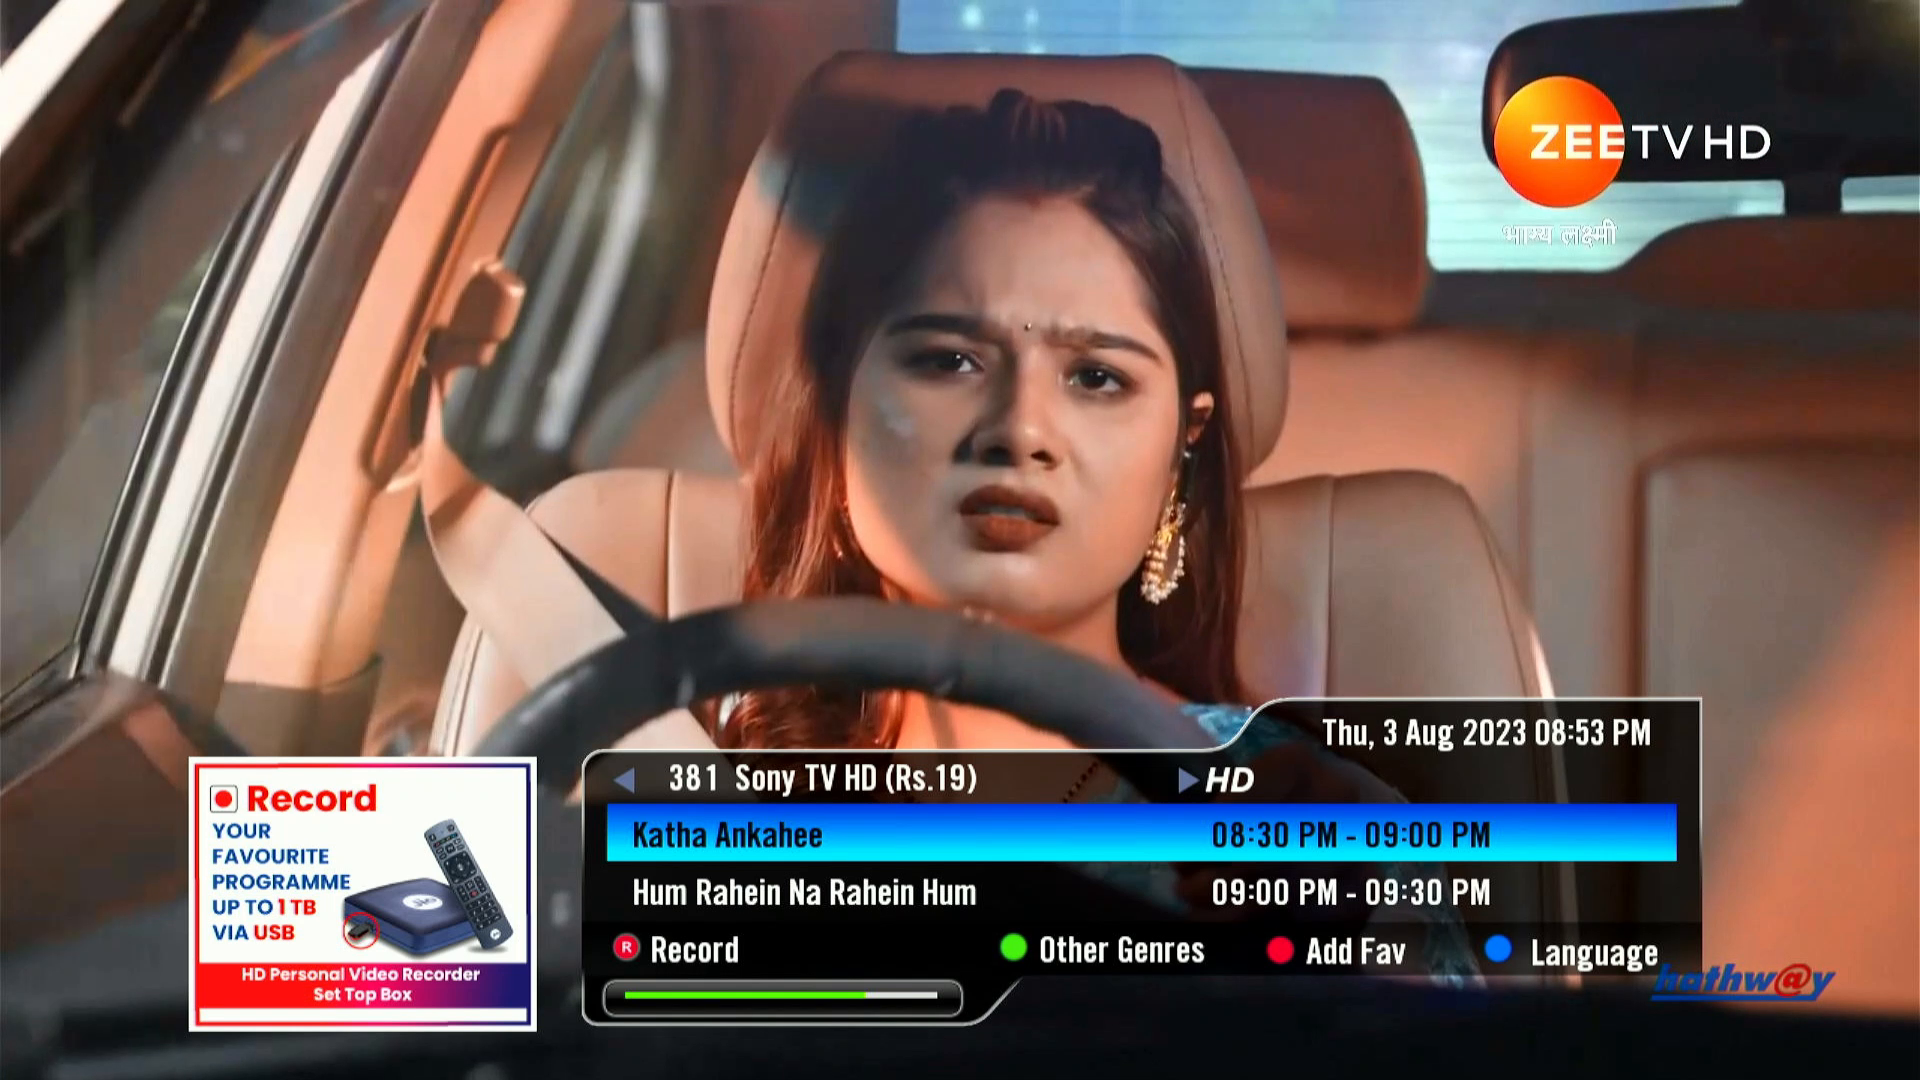 ZEETV HD
भाग्य लक्ष्मी
Thu, 3 Aug 2023 08:53 PM
381 Sony TV HD (Rs.19) HD
Katha Ankahee 08:30 PM - 09:00 PM
Hum Rahein Na Rahein Hum 09:00 PM - 09:30 PM
R Record Other Genres Add Fav Language
hathw@y
Record
YOUR
FAVOURITE
PROGRAMME
UP TO 1 TB
VIA USB
Jio
HD Personal Video Recorder
Set Top Box